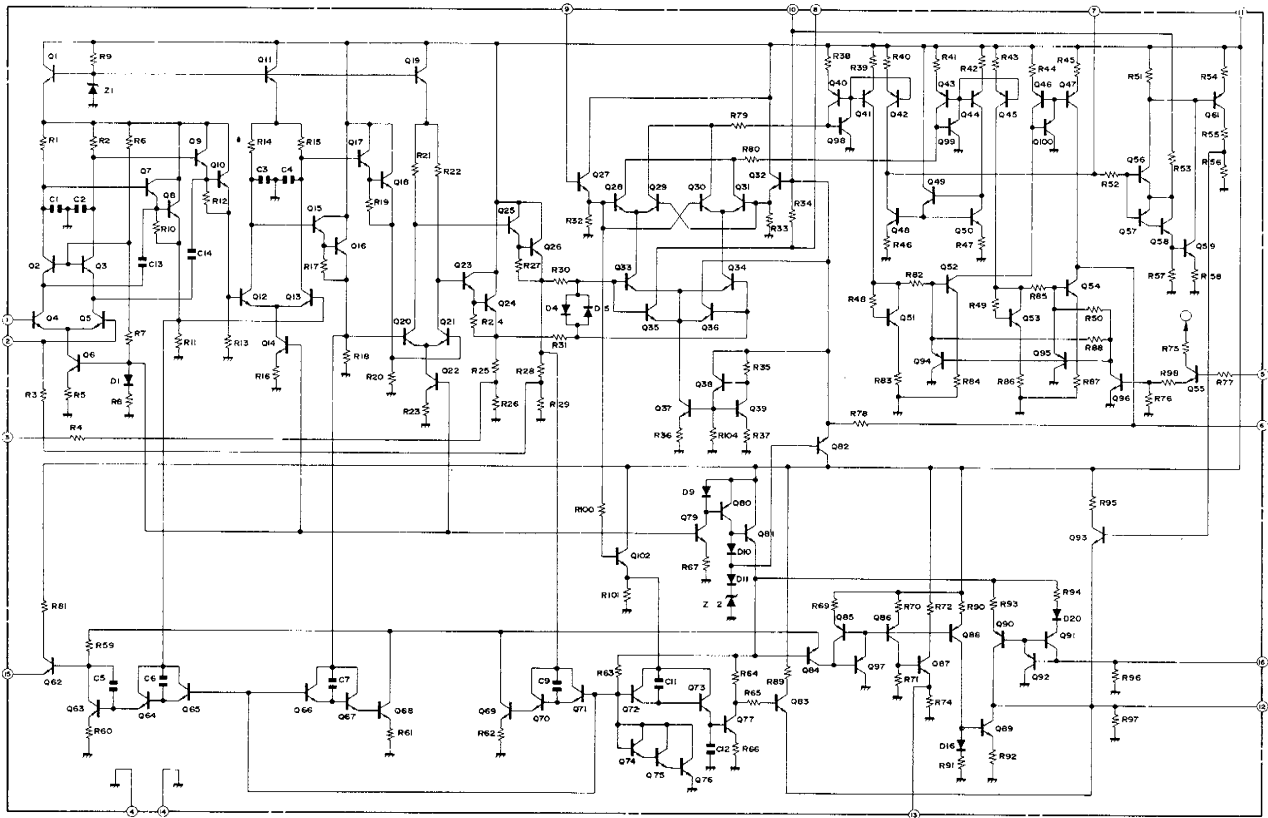 9 10 8 7 11
Q1 R9 Z1 Q11 Q19
R38 R39 R40 R41 R42 R43 R44 R45 R51 R54
Q40 Q41 Q42 Q43 Q44 Q45 Q46 Q47 Q61
R1 R2 R6 Q9 Q10 R14 R15 Q17 Q18 R79 Q98 Q99 Q100 R55
R21 R22 R80 Q56 R53 R56
Q7 Q8 R12 C3 C4 R19 Q27 Q28 Q29 Q30 Q31 Q32 Q49 R52
C1 C2 R10 Q15 Q16 Q25 Q26 R32 R33 R34 Q48 Q50 Q57 Q58 Q59
Q2 Q3 C13 C14 R17 R27 R46 R47 R57 R58
Q23 Q24 R30 Q33 Q34 R82 Q52 Q54
Q12 Q13 D4 D15 R48 Q51 R49 Q53 R85 R50
1 Q4 Q5 R24 Q35 Q36 R88
2 R7 R11 R13 Q14 Q20 Q21 R31 Q94 Q95 R75
Q6 R18 R25 R28 R35 R98 Q55 R77 5
R3 R5 D1 R8 R16 R20 Q22 Q38 R83 R84 R86 R87 Q96 R76
R23 R26 R129 Q37 Q39
3 R4 R36 R104 R37 R78 6
Q82
D9 Q80 R95
R100 Q79 Q81 Q93
Q102 D10
R67 D11
R81 R101 Z 2 R94
R69 Q85 Q86 R70 R72 R90 Q86 R93 Q90 D20 Q91
R59 R63 R64 Q84 Q97 Q87 16
15 Q62 C5 C6 C7 C9 C11 Q73 R65 R89 R71 Q92 R96
Q63 Q64 Q65 Q66 Q67 Q68 Q69 Q70 Q71 Q72 Q77 Q83 R74 12
R60 R61 R62 C12 R66 D16 Q89 R97
Q74 Q75 Q76 R91 R92
4 14 13